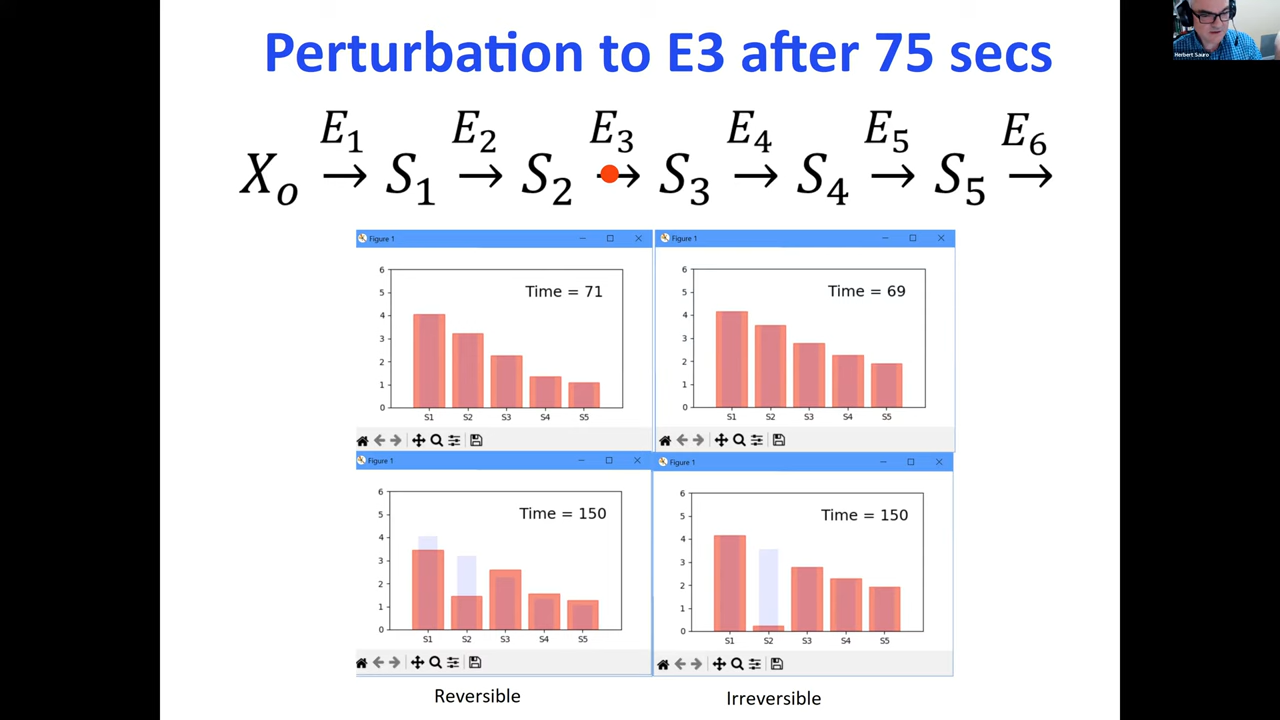 Perturbation to E3 after 75 secs
Herbert Sauro
E1 E2 E3 E4 E5 E6
Xo → S1 → S2 → S3 → S4 → S5 →
Figure 1
6
5
4
3
2
1
0
Time = 71
S1 S2 S3 S4 S5
Figure 1
6
5
4
3
2
1
0
Time = 69
S1 S2 S3 S4 S5
Figure 1
6
5
4
3
2
1
0
Time = 150
S1 S2 S3 S4 S5
Figure 1
6
5
4
3
2
1
0
Time = 150
S1 S2 S3 S4 S5
Reversible
Irreversible